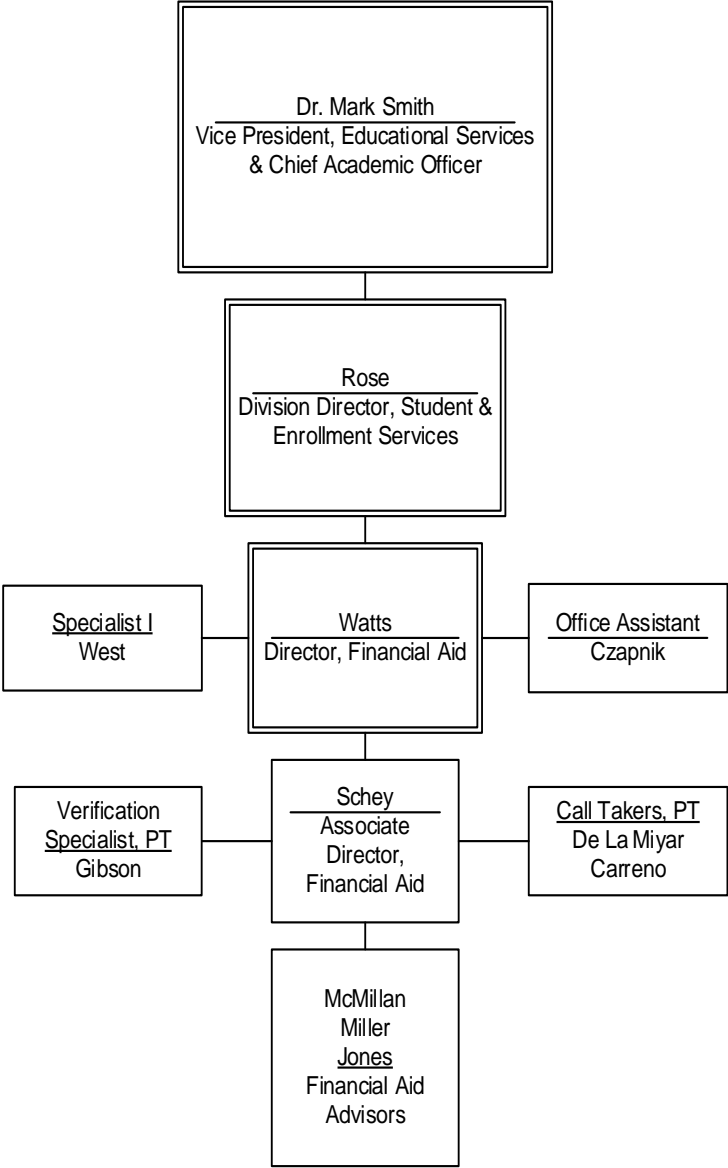 Dr. Mark Smith
Vice President, Educational Services
& Chief Academic Officer
Rose
Division Director, Student &
Enrollment Services
Specialist I
West
Watts
Director, Financial Aid
Office Assistant
Czapnik
Verification
Specialist, PT
Gibson
Schey
Associate
Director,
Financial Aid
Call Takers, PT
De La Miyar
Carreno
McMillan
Miller
Jones
Financial Aid
Advisors